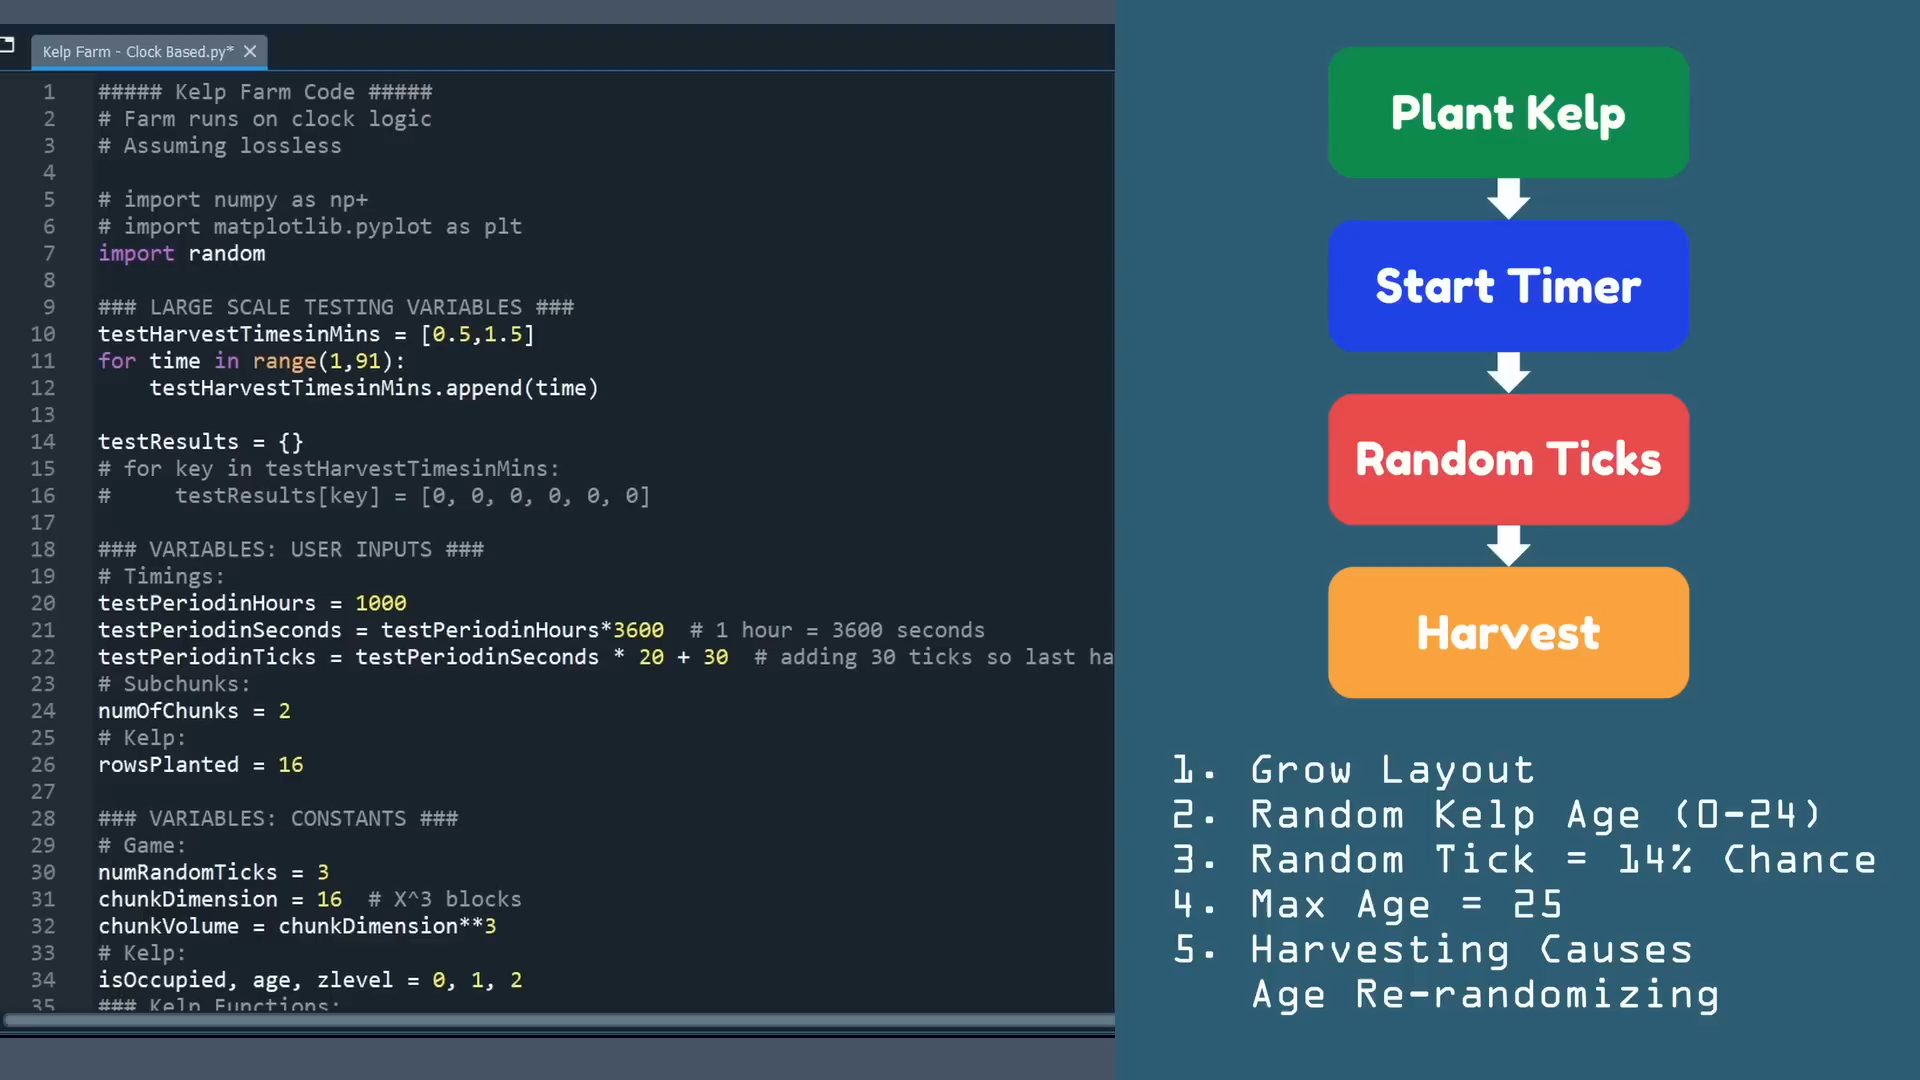 Kelp Farm - Clock Based.py*
1 ##### Kelp Farm Code #####
2 # Farm runs on clock logic
3 # Assuming lossless
4
5 # import numpy as np+
6 # import matplotlib.pyplot as plt
7 import random
8
9 ### LARGE SCALE TESTING VARIABLES ###
10 testHarvestTimesinMins = [0.5,1.5]
11 for time in range(1,91):
12     testHarvestTimesinMins.append(time)
13
14 testResults = {}
15 # for key in testHarvestTimesinMins:
16 #     testResults[key] = [0, 0, 0, 0, 0, 0]
17
18 ### VARIABLES: USER INPUTS ###
19 # Timings:
20 testPeriodinHours = 1000
21 testPeriodinSeconds = testPeriodinHours*3600  # 1 hour = 3600 seconds
22 testPeriodinTicks = testPeriodinSeconds * 20 + 30  # adding 30 ticks so last ha
23 # Subchunks:
24 numOfChunks = 2
25 # Kelp:
26 rowsPlanted = 16
27
28 ### VARIABLES: CONSTANTS ###
29 # Game:
30 numRandomTicks = 3
31 chunkDimension = 16  # X^3 blocks
32 chunkVolume = chunkDimension**3
33 # Kelp:
34 isOccupied, age, zlevel = 0, 1, 2
35 ### Kelp Functions:
Plant Kelp
Start Timer
Random Ticks
Harvest
1. Grow Layout
2. Random Kelp Age (0-24)
3. Random Tick = 14% Chance
4. Max Age = 25
5. Harvesting Causes
Age Re-randomizing